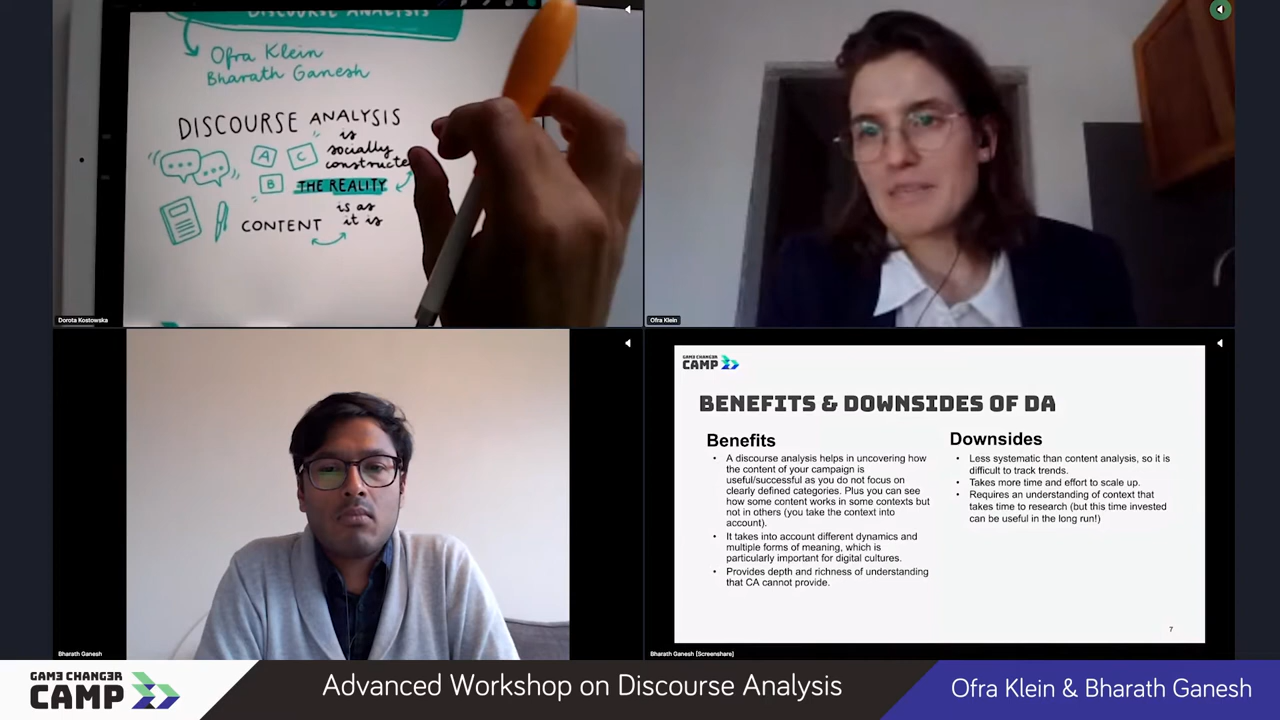 DISCOURSE ANALYSIS
Ofra Klein
Bharath Ganesh
DISCOURSE ANALYSIS
is
socially
constructe
A C
B THE REALITY
is as
it is
CONTENT
Dorota Kostowska
Ofra Klein
Bharath Ganesh
GAME CHANGER
CAMP
BENEFITS & DOWNSIDES OF DA
Benefits
• A discourse analysis helps in uncovering how
the content of your campaign is
useful/successful as you do not focus on
clearly defined categories. Plus you can see
how some content works in some contexts but
not in others (you take the context into
account).
• It takes into account different dynamics and
multiple forms of meaning, which is
particularly important for digital cultures.
• Provides depth and richness of understanding
that CA cannot provide.
Downsides
• Less systematic than content analysis, so it is
difficult to track trends.
• Takes more time and effort to scale up.
• Requires an understanding of context that
takes time to research (but this time invested
can be useful in the long run!)
7
Bharath Ganesh [Screenshare]
GAME CHANGER
CAMP
Advanced Workshop on Discourse Analysis
Ofra Klein & Bharath Ganesh